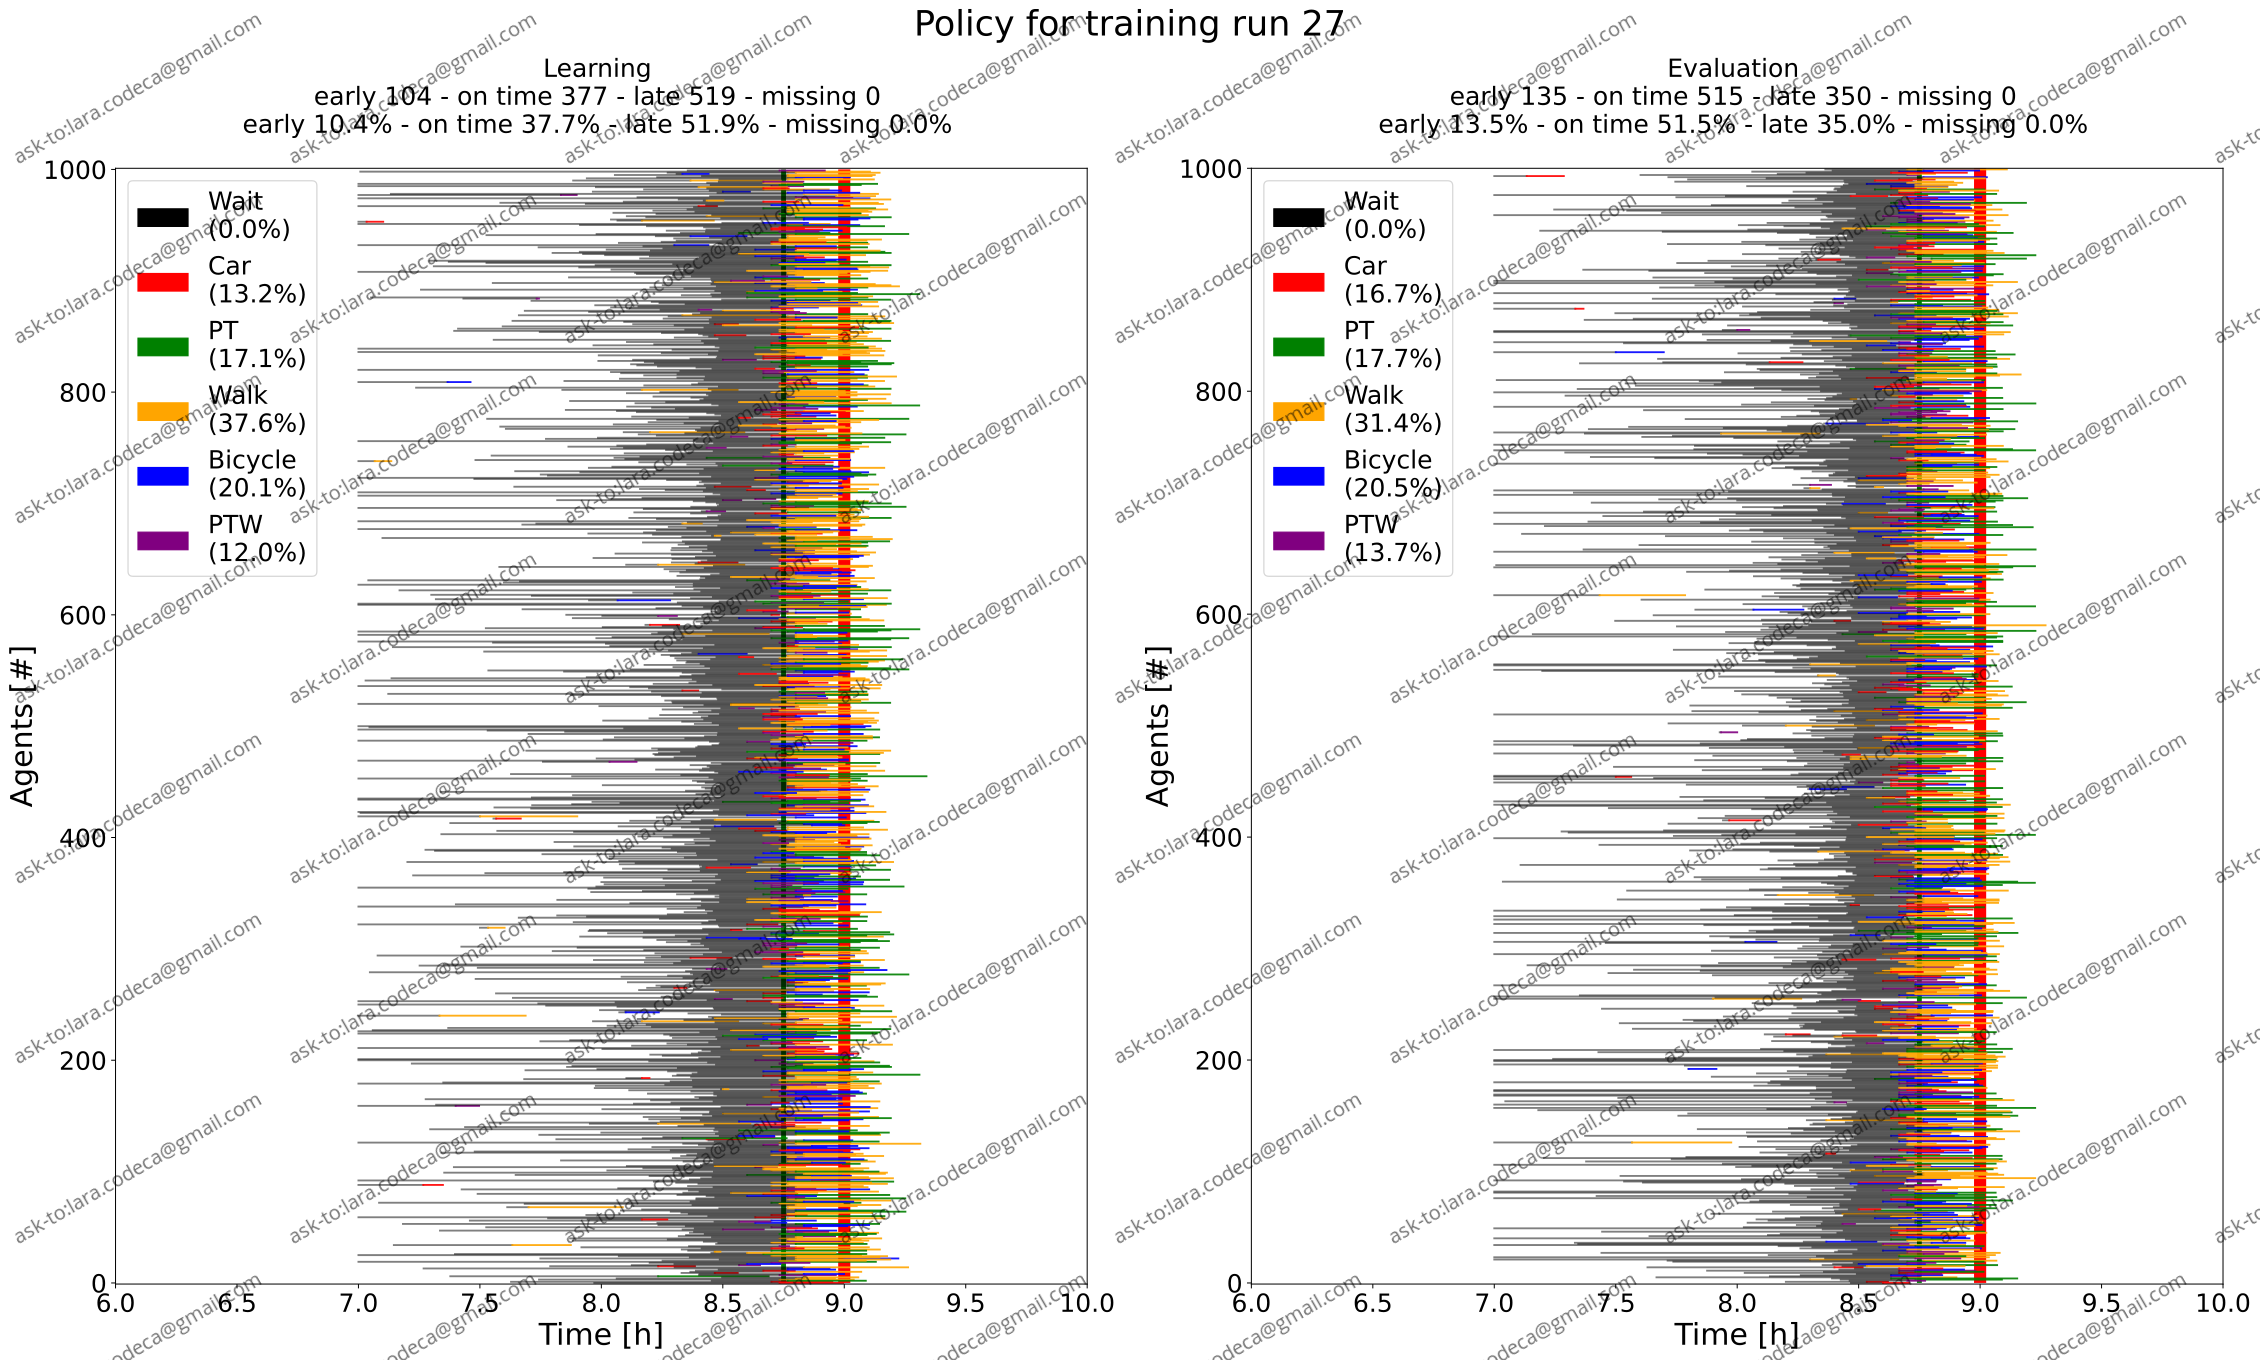 Policy for training run 27
Learning
early 104 - on time 377 - late 519 - missing 0
early 10.4% - on time 37.7% - late 51.9% - missing 0.0%
1000
800
600
400
200
0
Agents [#]
Wait
(0.0%)
Car
(13.2%)
PT
(17.1%)
Walk
(37.6%)
Bicycle
(20.1%)
PTW
(12.0%)
6.0 6.5 7.0 7.5 8.0 8.5 9.0 9.5 10.0
Time [h]
Evaluation
early 135 - on time 515 - late 350 - missing 0
early 13.5% - on time 51.5% - late 35.0% - missing 0.0%
1000
800
600
400
200
0
Agents [#]
Wait
(0.0%)
Car
(16.7%)
PT
(17.7%)
Walk
(31.4%)
Bicycle
(20.5%)
PTW
(13.7%)
6.0 6.5 7.0 7.5 8.0 8.5 9.0 9.5 10.0
Time [h]
ask-to:lara.codeca@gmail.com